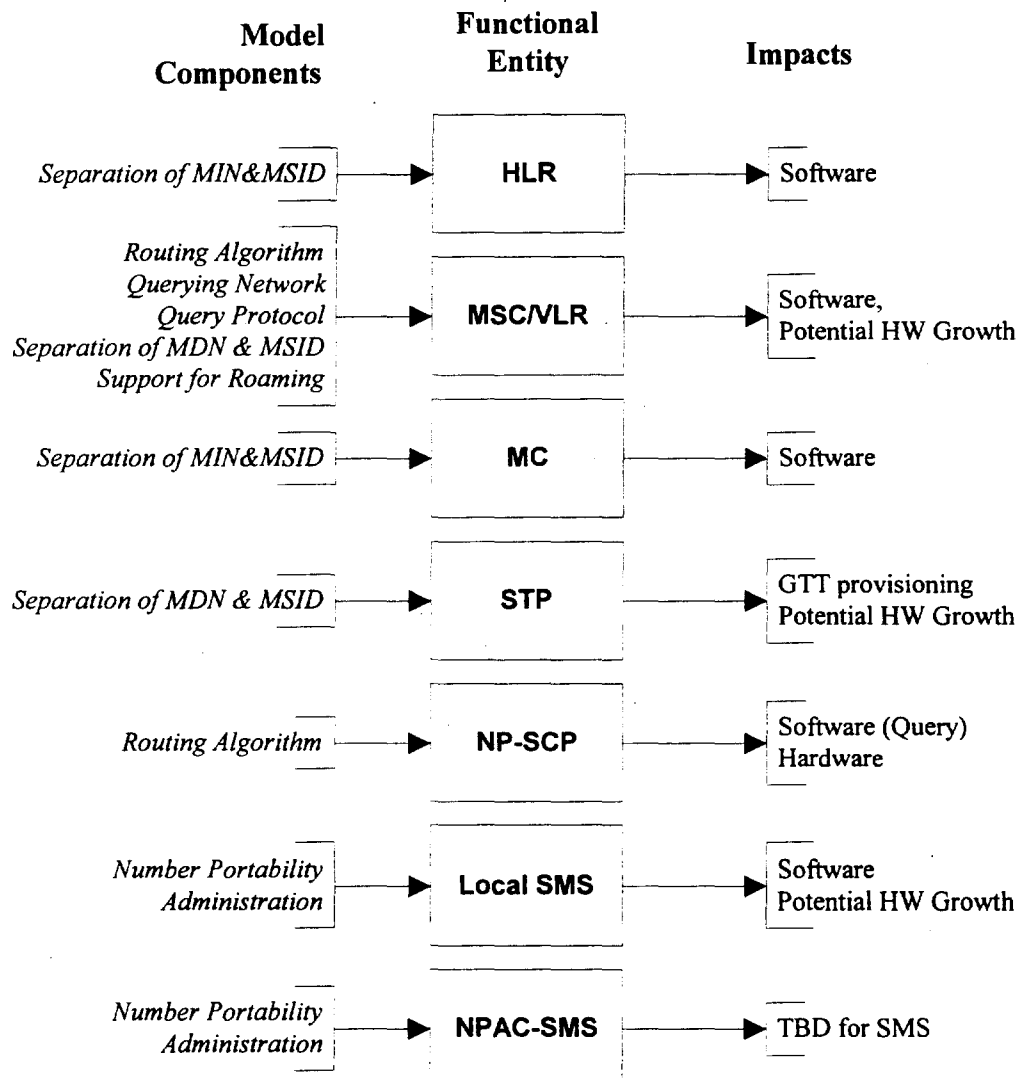 Model
Components
Functional
Entity
Impacts
Separation of MIN&MSID
HLR
Software
Routing Algorithm
Querying Network
Query Protocol
Separation of MDN & MSID
Support for Roaming
MSC/VLR
Software,
Potential HW Growth
Separation of MIN&MSID
MC
Software
Separation of MDN & MSID
STP
GTT provisioning
Potential HW Growth
Routing Algorithm
NP-SCP
Software (Query)
Hardware
Number Portability
Administration
Local SMS
Software
Potential HW Growth
Number Portability
Administration
NPAC-SMS
TBD for SMS